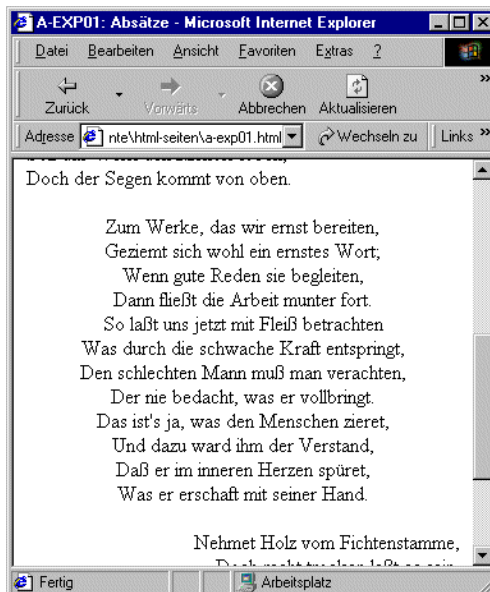 A-EXP01: Absätze - Microsoft Internet Explorer
Datei Bearbeiten Ansicht Favoriten Extras ?
Zurück Vorwärts Abbrechen Aktualisieren »
Adresse nte\html-seiten\a-exp01.html Wechseln zu Links »
Doch der Segen kommt von oben.
Zum Werke, das wir ernst bereiten,
Geziemt sich wohl ein ernstes Wort;
Wenn gute Reden sie begleiten,
Dann fließt die Arbeit munter fort.
So laßt uns jetzt mit Fleiß betrachten
Was durch die schwache Kraft entspringt,
Den schlechten Mann muß man verachten,
Der nie bedacht, was er vollbringt.
Das ist's ja, was den Menschen zieret,
Und dazu ward ihm der Verstand,
Daß er im inneren Herzen spüret,
Was er erschaft mit seiner Hand.
Nehmet Holz vom Fichtenstamme,
Fertig Arbeitsplatz